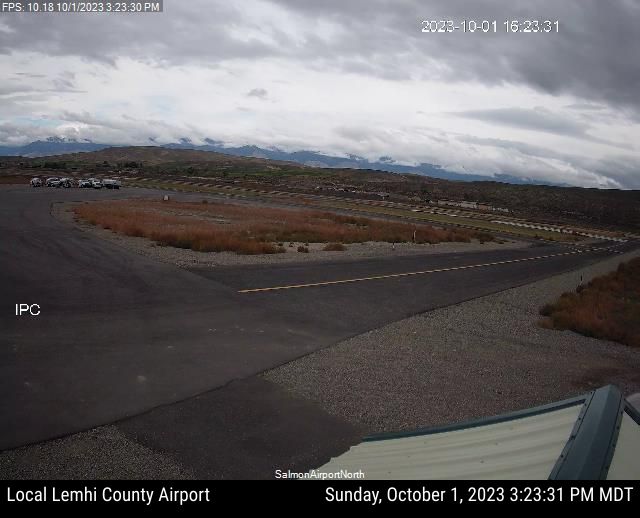 FPS: 10.18 10/1/2023 3:23:30 PM
2023-10-01 16:23:31
IPC
SalmonAirportNorth
Local Lemhi County Airport
Sunday, October 1, 2023 3:23:31 PM MDT